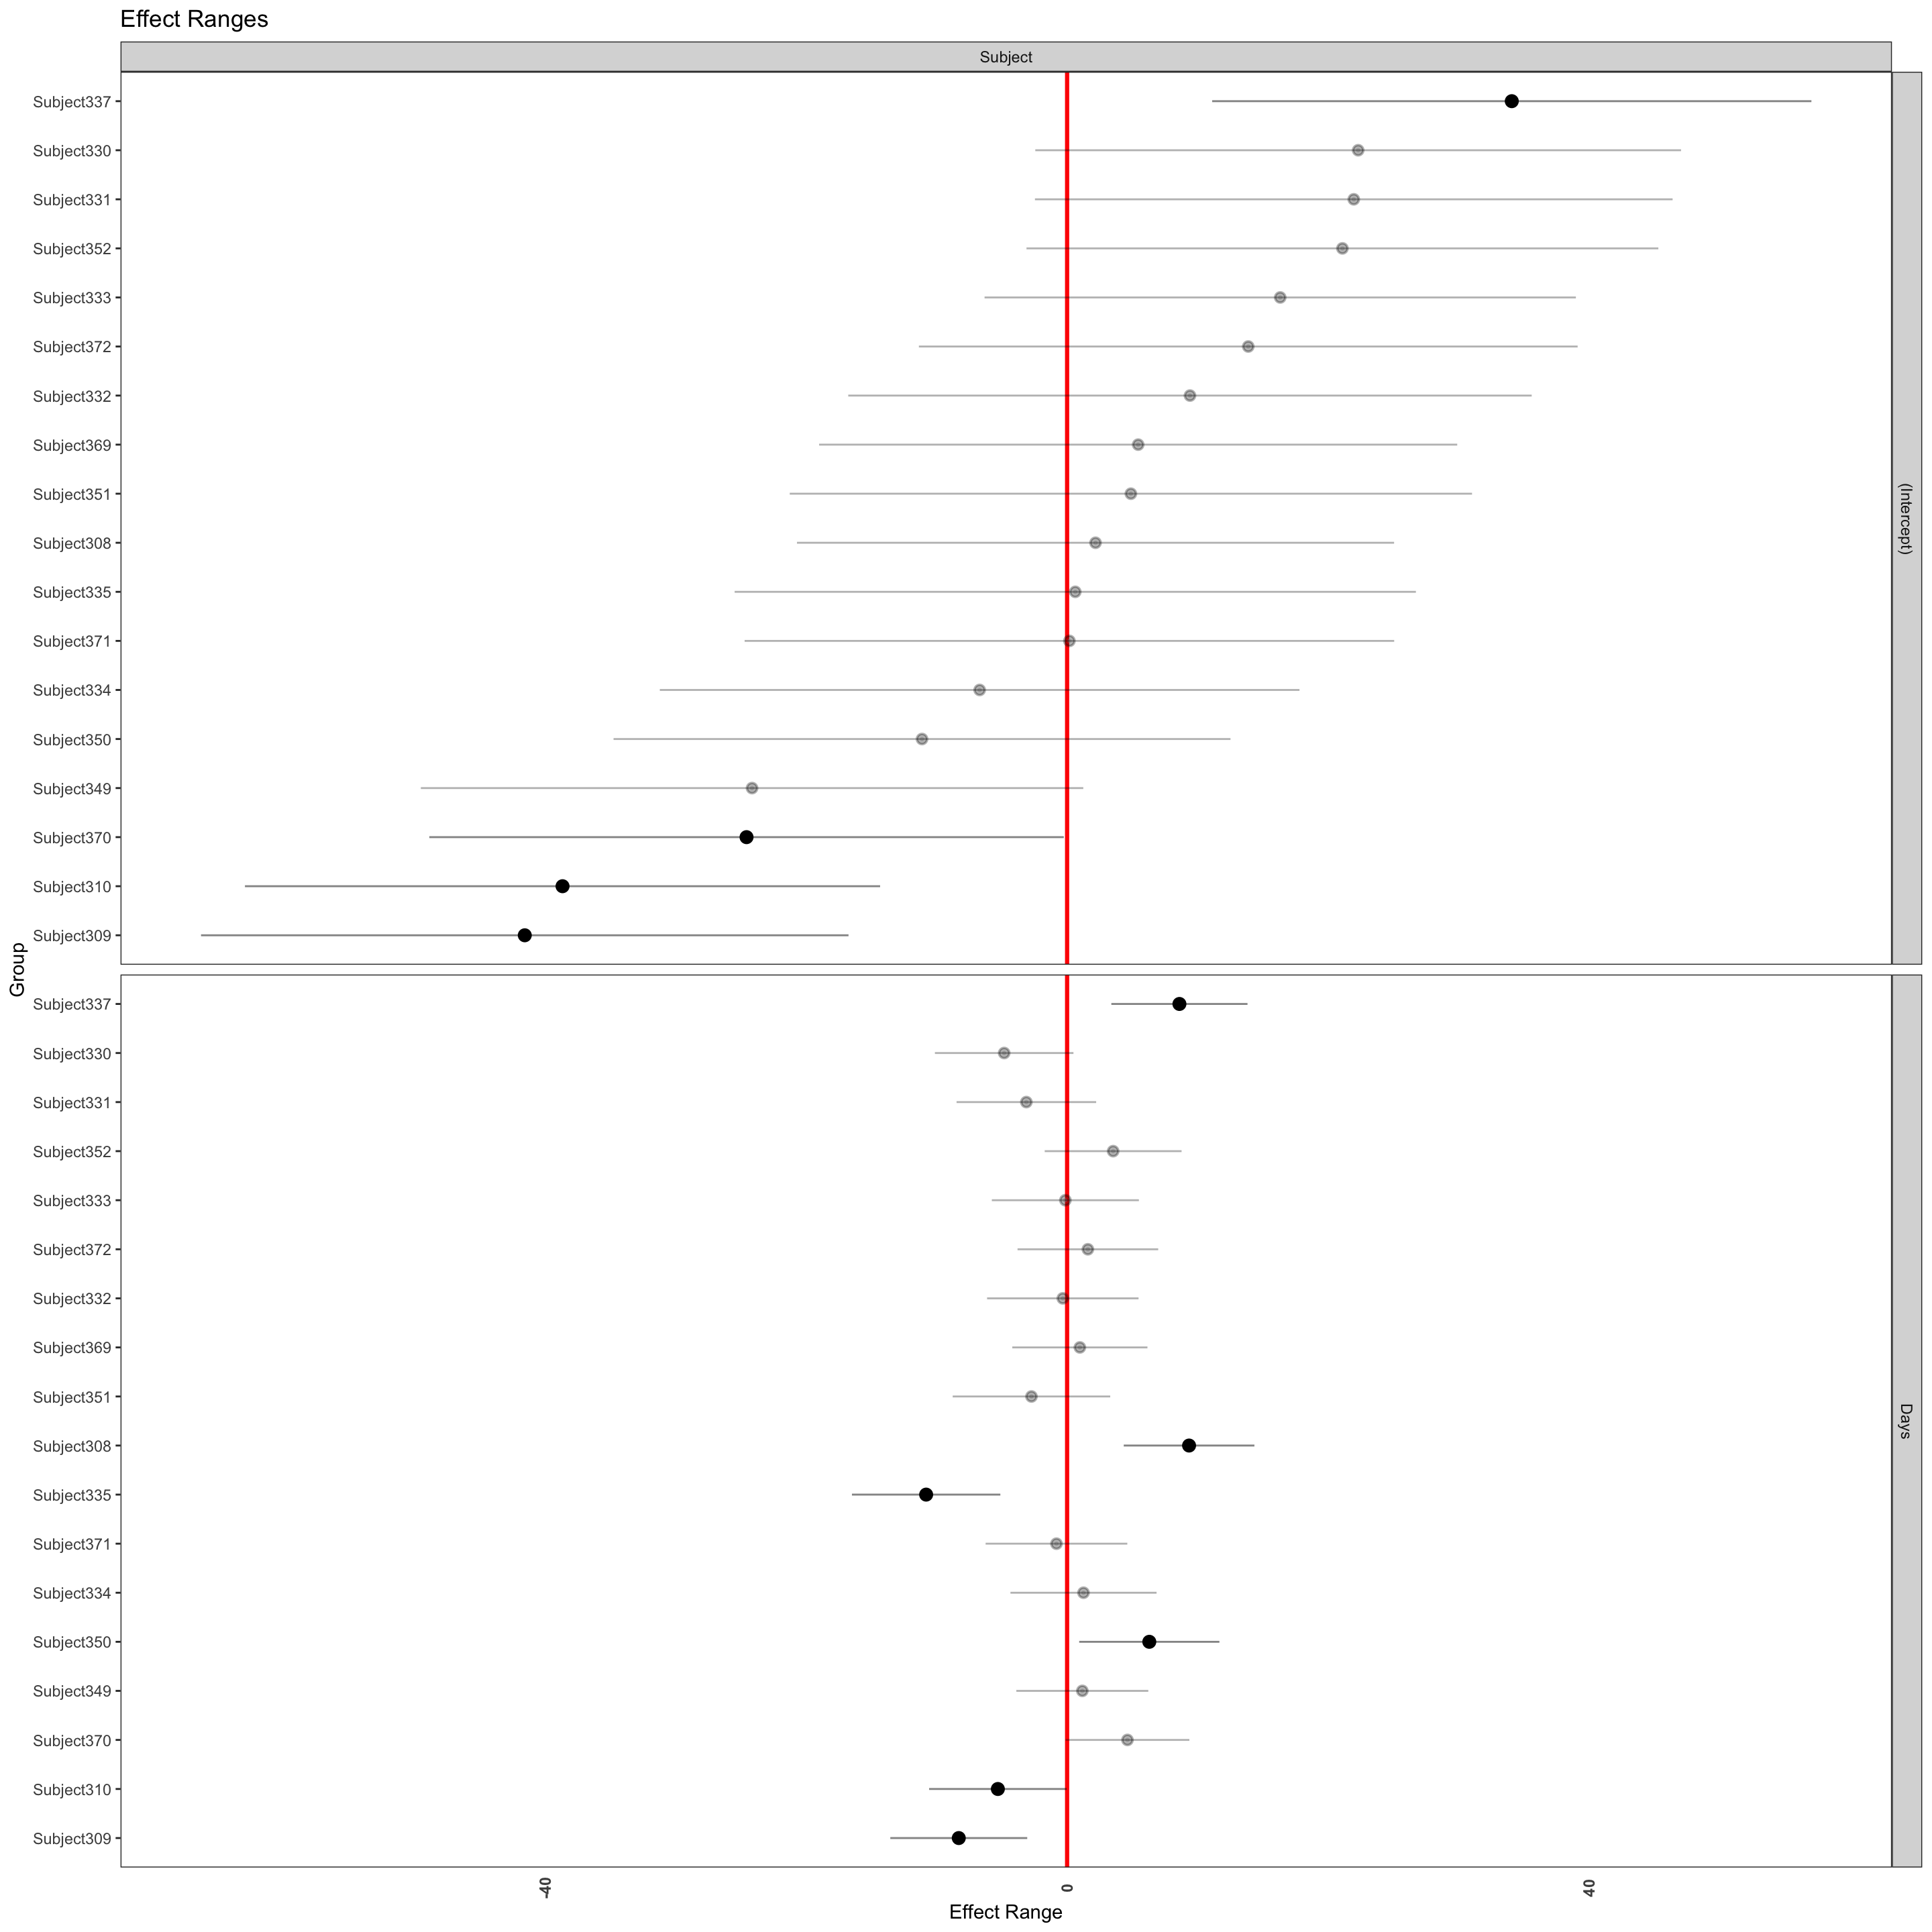 Effect Ranges
Subject
Subject337
Subject330
Subject331
Subject352
Subject333
Subject372
Subject332
Subject369
Subject351
Subject308
Subject335
Subject371
Subject334
Subject350
Subject349
Subject370
Subject310
Subject309
(Intercept)
Group
Subject337
Subject330
Subject331
Subject352
Subject333
Subject372
Subject332
Subject369
Subject351
Subject308
Subject335
Subject371
Subject334
Subject350
Subject349
Subject370
Subject310
Subject309
Days
-40
0
40
Effect Range